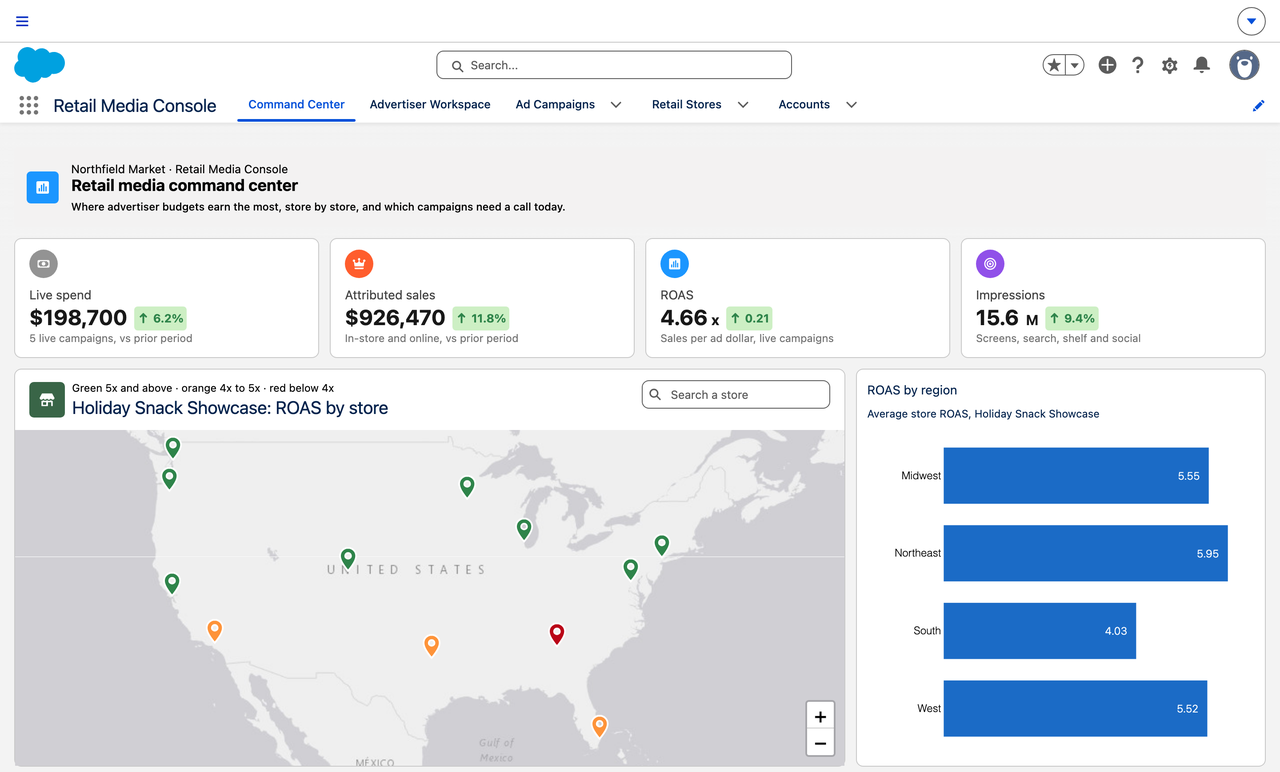 Search...
Retail Media Console
Command Center
Advertiser Workspace
Ad Campaigns
Retail Stores
Accounts
Northfield Market · Retail Media Console
Retail media command center
Where advertiser budgets earn the most, store by store, and which campaigns need a call today.
Live spend
$198,700 ↑ 6.2%
5 live campaigns, vs prior period
Attributed sales
$926,470 ↑ 11.8%
In-store and online, vs prior period
ROAS
4.66 x ↑ 0.21
Sales per ad dollar, live campaigns
Impressions
15.6 M ↑ 9.4%
Screens, search, shelf and social
Green 5x and above · orange 4x to 5x · red below 4x
Holiday Snack Showcase: ROAS by store
Search a store
UNITED STATES
Gulf of
Mexico
MÉXICO
+
−
ROAS by region
Average store ROAS, Holiday Snack Showcase
Midwest 5.55
Northeast 5.95
South 4.03
West 5.52